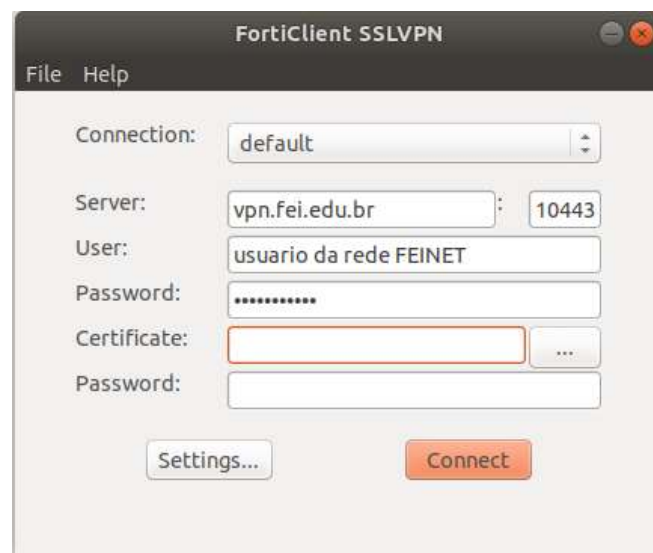 FortiClient SSLVPN
File Help
Connection: default
Server: vpn.fei.edu.br : 10443
User: usuario da rede FEINET
Password: •••••••••••
Certificate: ...
Password:
Settings... Connect